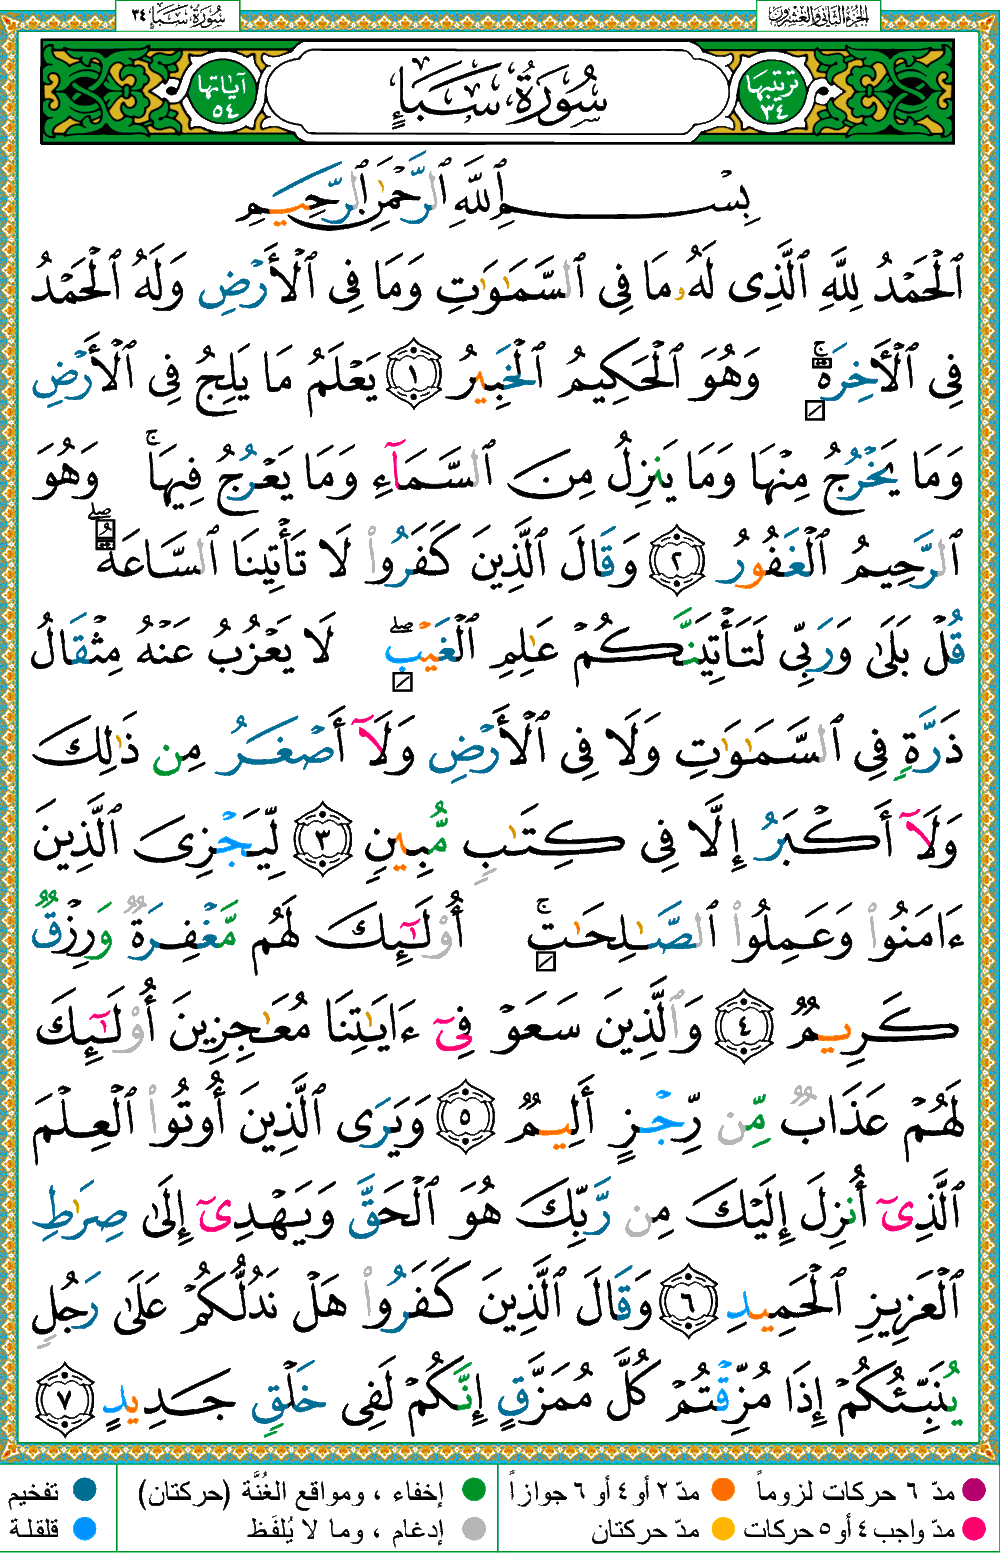 الجزء الثاني والعشرون
سُورَةُ سَبَإٍ ٣٤
ترتيبها ٣٤
سُورَةُ سَبَإٍ
آياتها ٥٤
بِسْمِ ٱللَّهِ ٱلرَّحْمَٰنِ ٱلرَّحِيمِ
ٱلْحَمْدُ لِلَّهِ ٱلَّذِى لَهُۥ مَا فِى ٱلسَّمَٰوَٰتِ وَمَا فِى ٱلْأَرْضِ وَلَهُ ٱلْحَمْدُ
فِى ٱلْأَخِرَةِ ۚ وَهُوَ ٱلْحَكِيمُ ٱلْخَبِيرُ ١ يَعْلَمُ مَا يَلِجُ فِى ٱلْأَرْضِ
وَمَا يَخْرُجُ مِنْهَا وَمَا يَنزِلُ مِنَ ٱلسَّمَآءِ وَمَا يَعْرُجُ فِيهَا ۚ وَهُوَ
ٱلرَّحِيمُ ٱلْغَفُورُ ٢ وَقَالَ ٱلَّذِينَ كَفَرُوا۟ لَا تَأْتِينَا ٱلسَّاعَةُ ۖ
قُلْ بَلَىٰ وَرَبِّى لَتَأْتِيَنَّكُمْ عَٰلِمِ ٱلْغَيْبِ ۖ لَا يَعْزُبُ عَنْهُ مِثْقَالُ
ذَرَّةٍ فِى ٱلسَّمَٰوَٰتِ وَلَا فِى ٱلْأَرْضِ وَلَآ أَصْغَرُ مِن ذَٰلِكَ
وَلَآ أَكْبَرُ إِلَّا فِى كِتَٰبٍ مُّبِينٍ ٣ لِّيَجْزِىَ ٱلَّذِينَ
ءَامَنُوا۟ وَعَمِلُوا۟ ٱلصَّٰلِحَٰتِ ۚ أُو۟لَٰٓئِكَ لَهُم مَّغْفِرَةٌ وَرِزْقٌ
كَرِيمٌ ٤ وَٱلَّذِينَ سَعَوْ فِىٓ ءَايَٰتِنَا مُعَٰجِزِينَ أُو۟لَٰٓئِكَ
لَهُمْ عَذَابٌ مِّن رِّجْزٍ أَلِيمٌ ٥ وَيَرَى ٱلَّذِينَ أُوتُوا۟ ٱلْعِلْمَ
ٱلَّذِىٓ أُنزِلَ إِلَيْكَ مِن رَّبِّكَ هُوَ ٱلْحَقَّ وَيَهْدِىٓ إِلَىٰ صِرَٰطِ
ٱلْعَزِيزِ ٱلْحَمِيدِ ٦ وَقَالَ ٱلَّذِينَ كَفَرُوا۟ هَلْ نَدُلُّكُمْ عَلَىٰ رَجُلٍ
يُنَبِّئُكُمْ إِذَا مُزِّقْتُمْ كُلَّ مُمَزَّقٍ إِنَّكُمْ لَفِى خَلْقٍ جَدِيدٍ ٧
مدّ ٦ حركات لزوماً مدّ ٢ أو ٤ أو ٦ جوازاً إخفاء ، ومواقع الغُنَّة (حركتان) تفخيم
مدّ واجب ٤ أو ٥ حركات مدّ حركتان إدغام ، وما لا يُلفَظ قلقلة